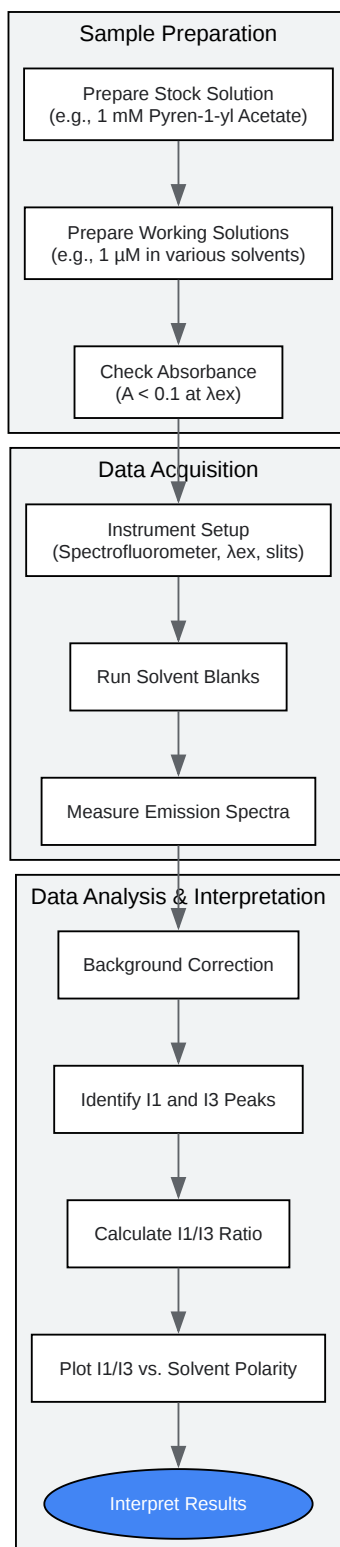 Sample Preparation
Prepare Stock Solution
(e.g., 1 mM Pyren-1-yl Acetate)
Prepare Working Solutions
(e.g., 1 µM in various solvents)
Check Absorbance
(A < 0.1 at λex)
Data Acquisition
Instrument Setup
(Spectrofluorometer, λex, slits)
Run Solvent Blanks
Measure Emission Spectra
Data Analysis & Interpretation
Background Correction
Identify I1 and I3 Peaks
Calculate I1/I3 Ratio
Plot I1/I3 vs. Solvent Polarity
Interpret Results